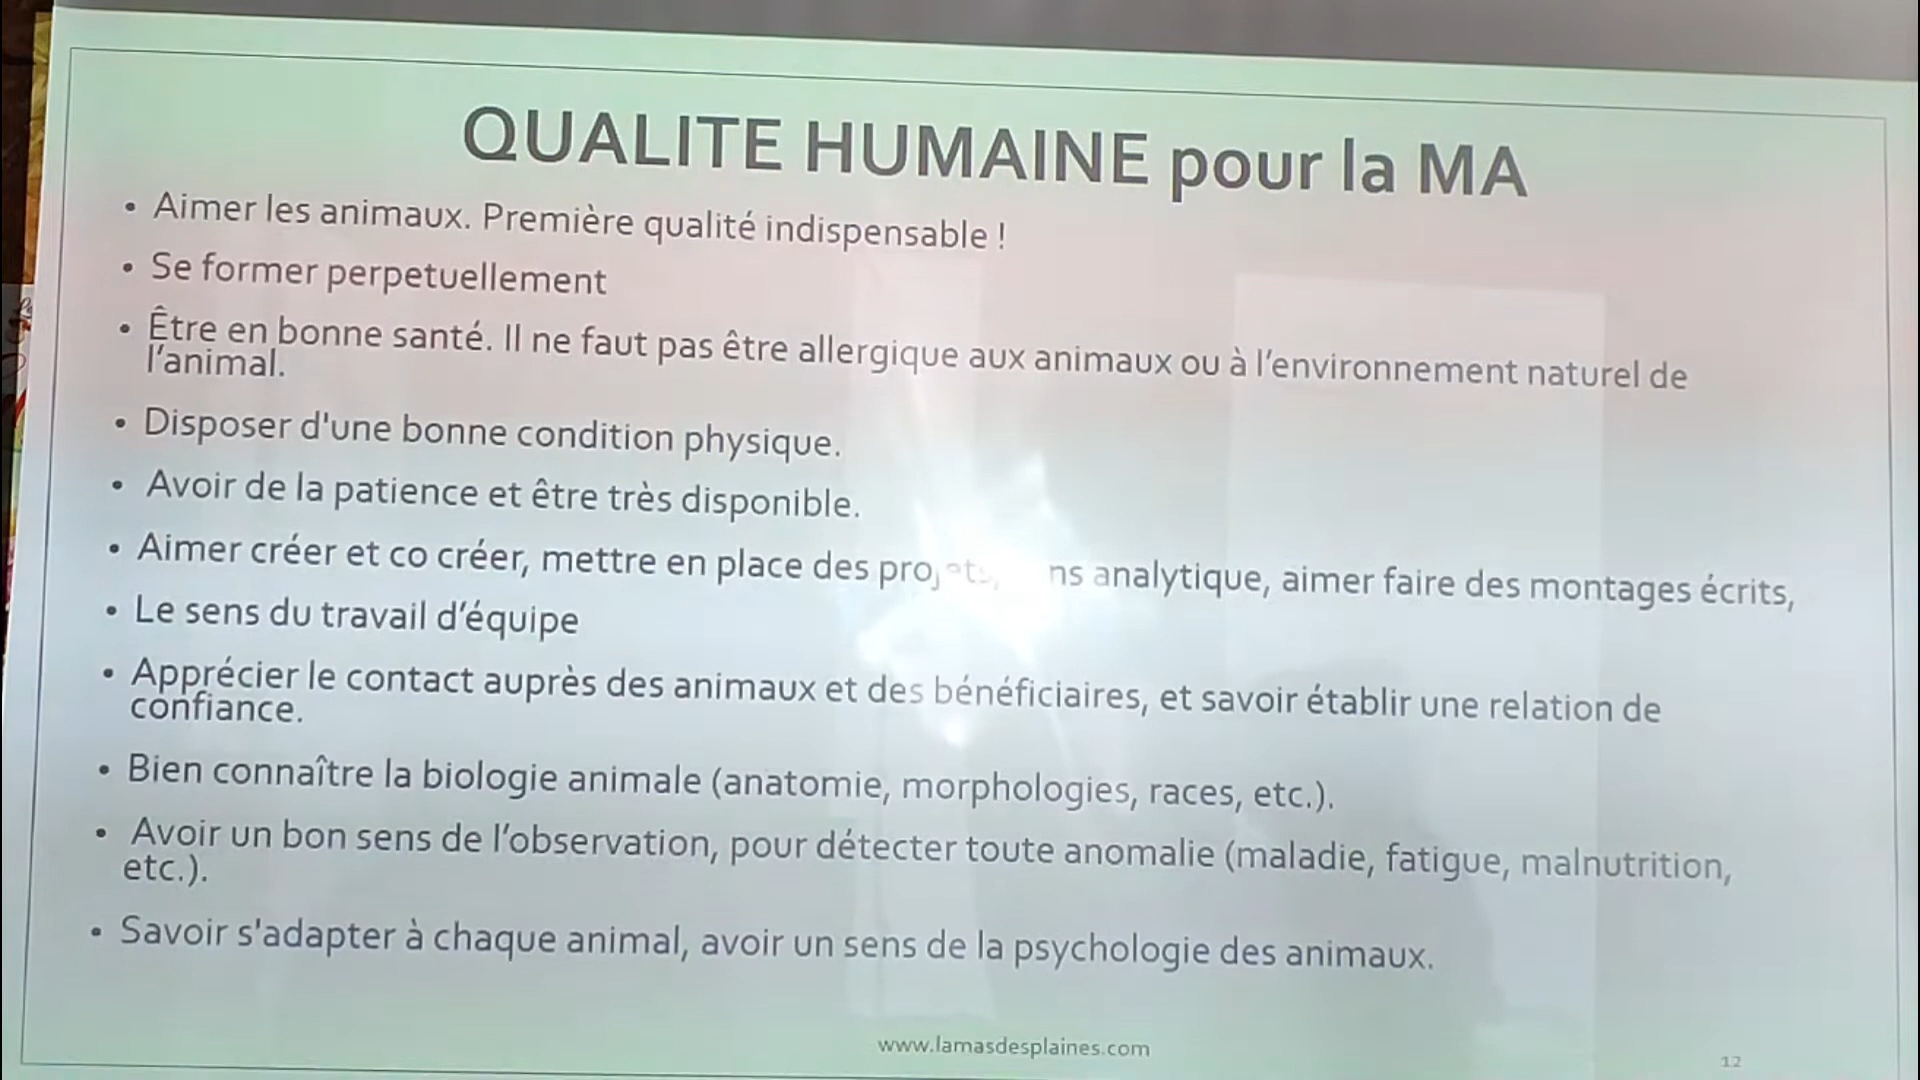 QUALITE HUMAINE pour la MA
• Aimer les animaux. Première qualité indispensable !
• Se former perpetuellement
• Être en bonne santé. Il ne faut pas être allergique aux animaux ou à l'environnement naturel de
l'animal.
• Disposer d'une bonne condition physique.
• Avoir de la patience et être très disponible.
• Aimer créer et co créer, mettre en place des projets, analytique, aimer faire des montages écrits,
• Le sens du travail d'équipe
• Apprécier le contact auprès des animaux et des bénéficiaires, et savoir établir une relation de
confiance.
• Bien connaître la biologie animale (anatomie, morphologies, races, etc.).
• Avoir un bon sens de l'observation, pour détecter toute anomalie (maladie, fatigue, malnutrition,
etc.).
• Savoir s'adapter à chaque animal, avoir un sens de la psychologie des animaux.
www.lamasdesplaines.com
12